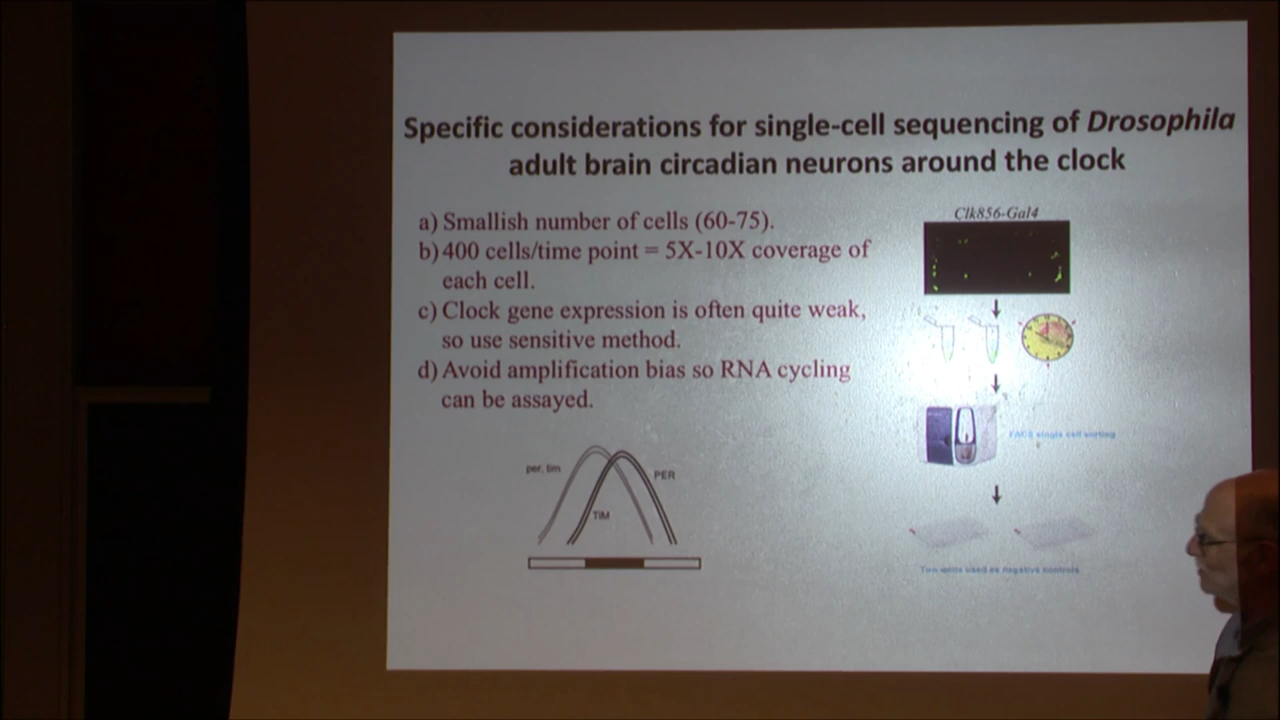 Specific considerations for single-cell sequencing of Drosophila
adult brain circadian neurons around the clock
a) Smallish number of cells (60-75).
b) 400 cells/time point = 5X-10X coverage of
each cell.
c) Clock gene expression is often quite weak,
so use sensitive method.
d) Avoid amplification bias so RNA cycling
can be assayed.
per, tim
PER
TIM
Clk856-Gal4
FACS single cell sorting
Two wells used as negative controls